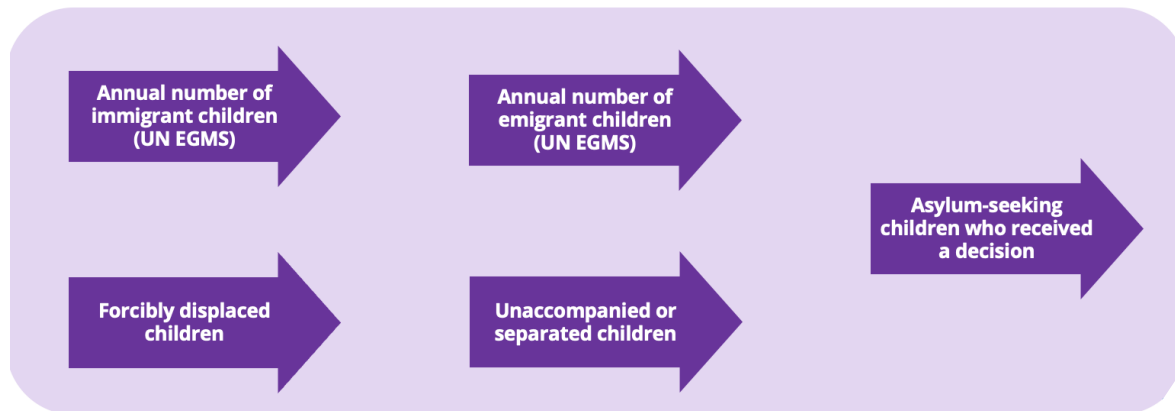 Annual number of
immigrant children
(UN EGMS)
Annual number of
emigrant children
(UN EGMS)
Asylum-seeking
children who received
a decision
Forcibly displaced
children
Unaccompanied or
separated children